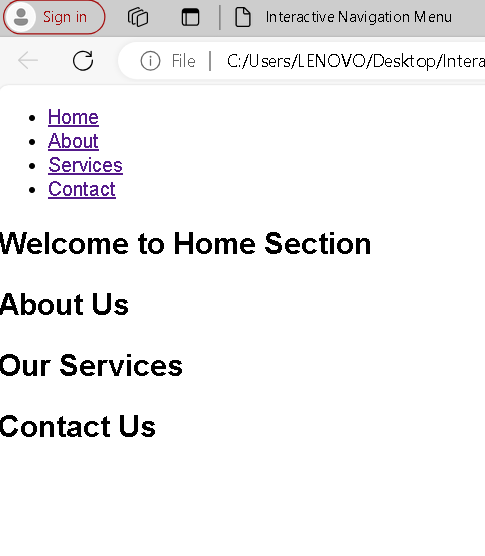 Sign in
Interactive Navigation Menu
File
C:/Users/LENOVO/Desktop/Intera
Home
About
Services
Contact
Welcome to Home Section
About Us
Our Services
Contact Us